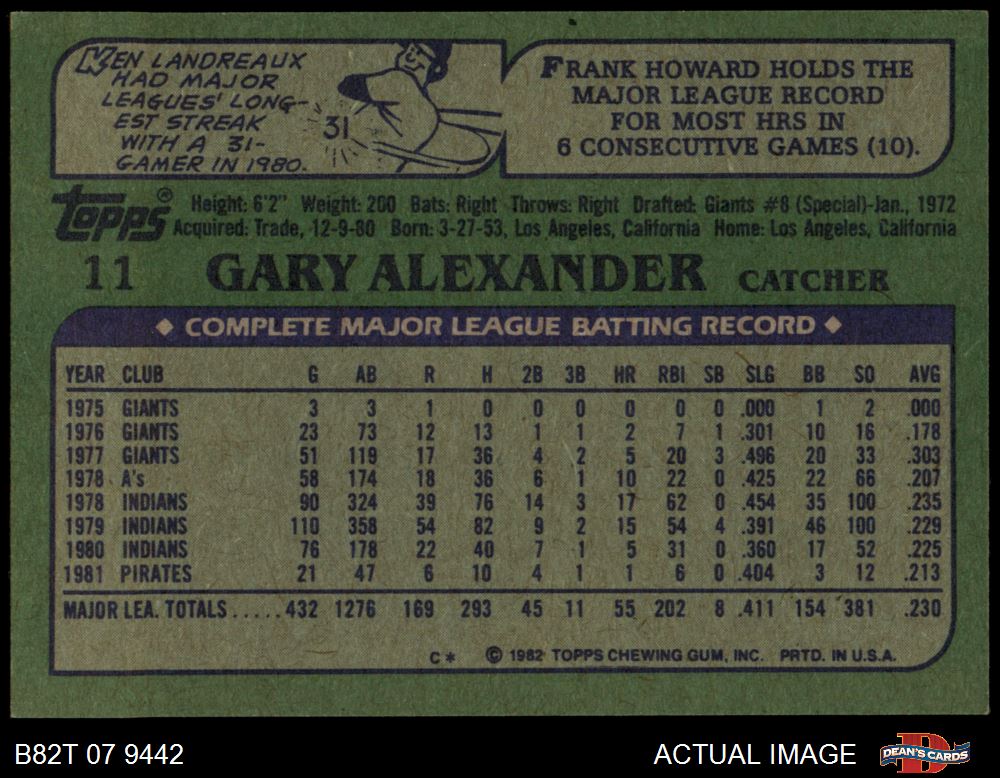 KEN LANDREAUX
HAD MAJOR
LEAGUES' LONG-
EST STREAK
WITH A 31-
GAMER IN 1980.
31
FRANK HOWARD HOLDS THE
MAJOR LEAGUE RECORD
FOR MOST HRS IN
6 CONSECUTIVE GAMES (10).
Topps®
Height: 6'2" Weight: 200 Bats: Right Throws: Right Drafted: Giants #8 (Special)-Jan., 1972
Acquired: Trade, 12-9-80 Born: 3-27-53, Los Angeles, California Home: Los Angeles, California
11 GARY ALEXANDER CATCHER
◆ COMPLETE MAJOR LEAGUE BATTING RECORD ◆
YEAR CLUB G AB R H 2B 3B HR RBI SB SLG BB SO AVG
1975 GIANTS 3 3 1 0 0 0 0 0 0 .000 1 2 .000
1976 GIANTS 23 73 12 13 1 1 2 7 1 .301 10 16 .178
1977 GIANTS 51 119 17 36 4 2 5 20 3 .496 20 33 .303
1978 A's 58 174 18 36 6 1 10 22 0 .425 22 66 .207
1978 INDIANS 90 324 39 76 14 3 17 62 0 .454 35 100 .235
1979 INDIANS 110 358 54 82 9 2 15 54 4 .391 46 100 .229
1980 INDIANS 76 178 22 40 7 1 5 31 0 .360 17 52 .225
1981 PIRATES 21 47 6 10 4 1 1 6 0 .404 3 12 .213
MAJOR LEA. TOTALS.....432 1276 169 293 45 11 55 202 8 .411 154 381 .230
C* © 1982 TOPPS CHEWING GUM, INC. PRTD. IN U.S.A.
B82T 07 9442 ACTUAL IMAGE
D
DEAN'S CARDS